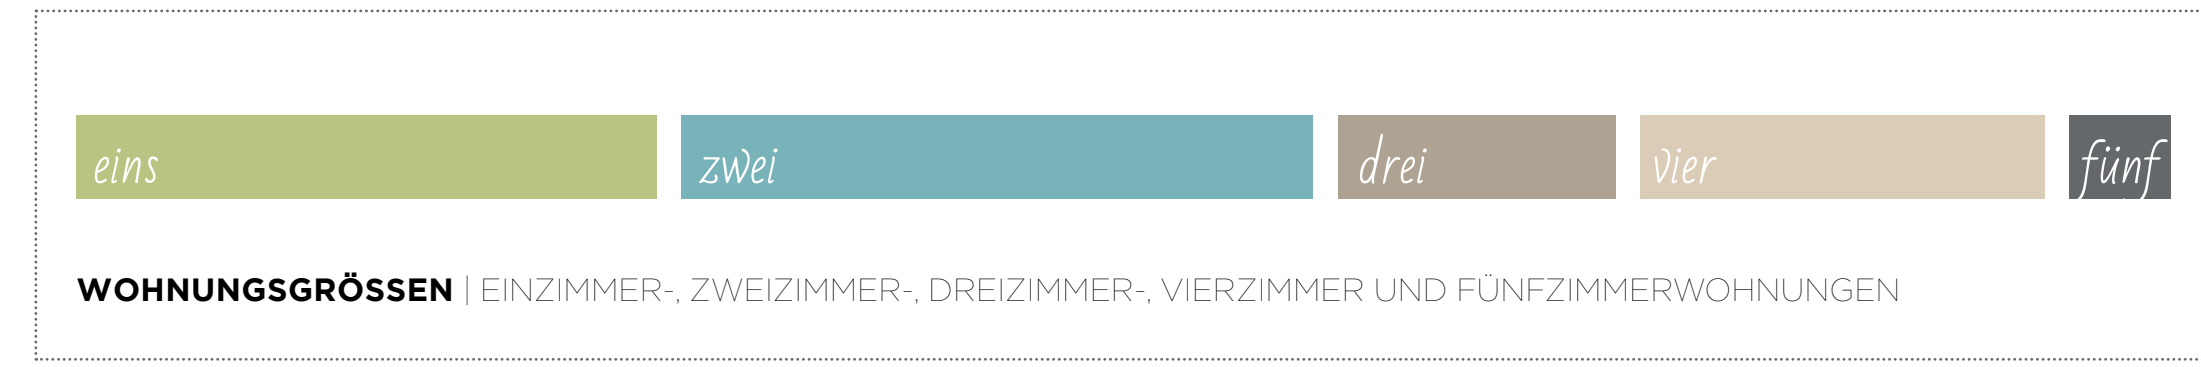 eins zwei drei vier fünf
WOHNUNGSGRÖSSEN | EINZIMMER-, ZWEIZIMMER-, DREIZIMMER-, VIERZIMMER UND FÜNFZIMMERWOHNUNGEN